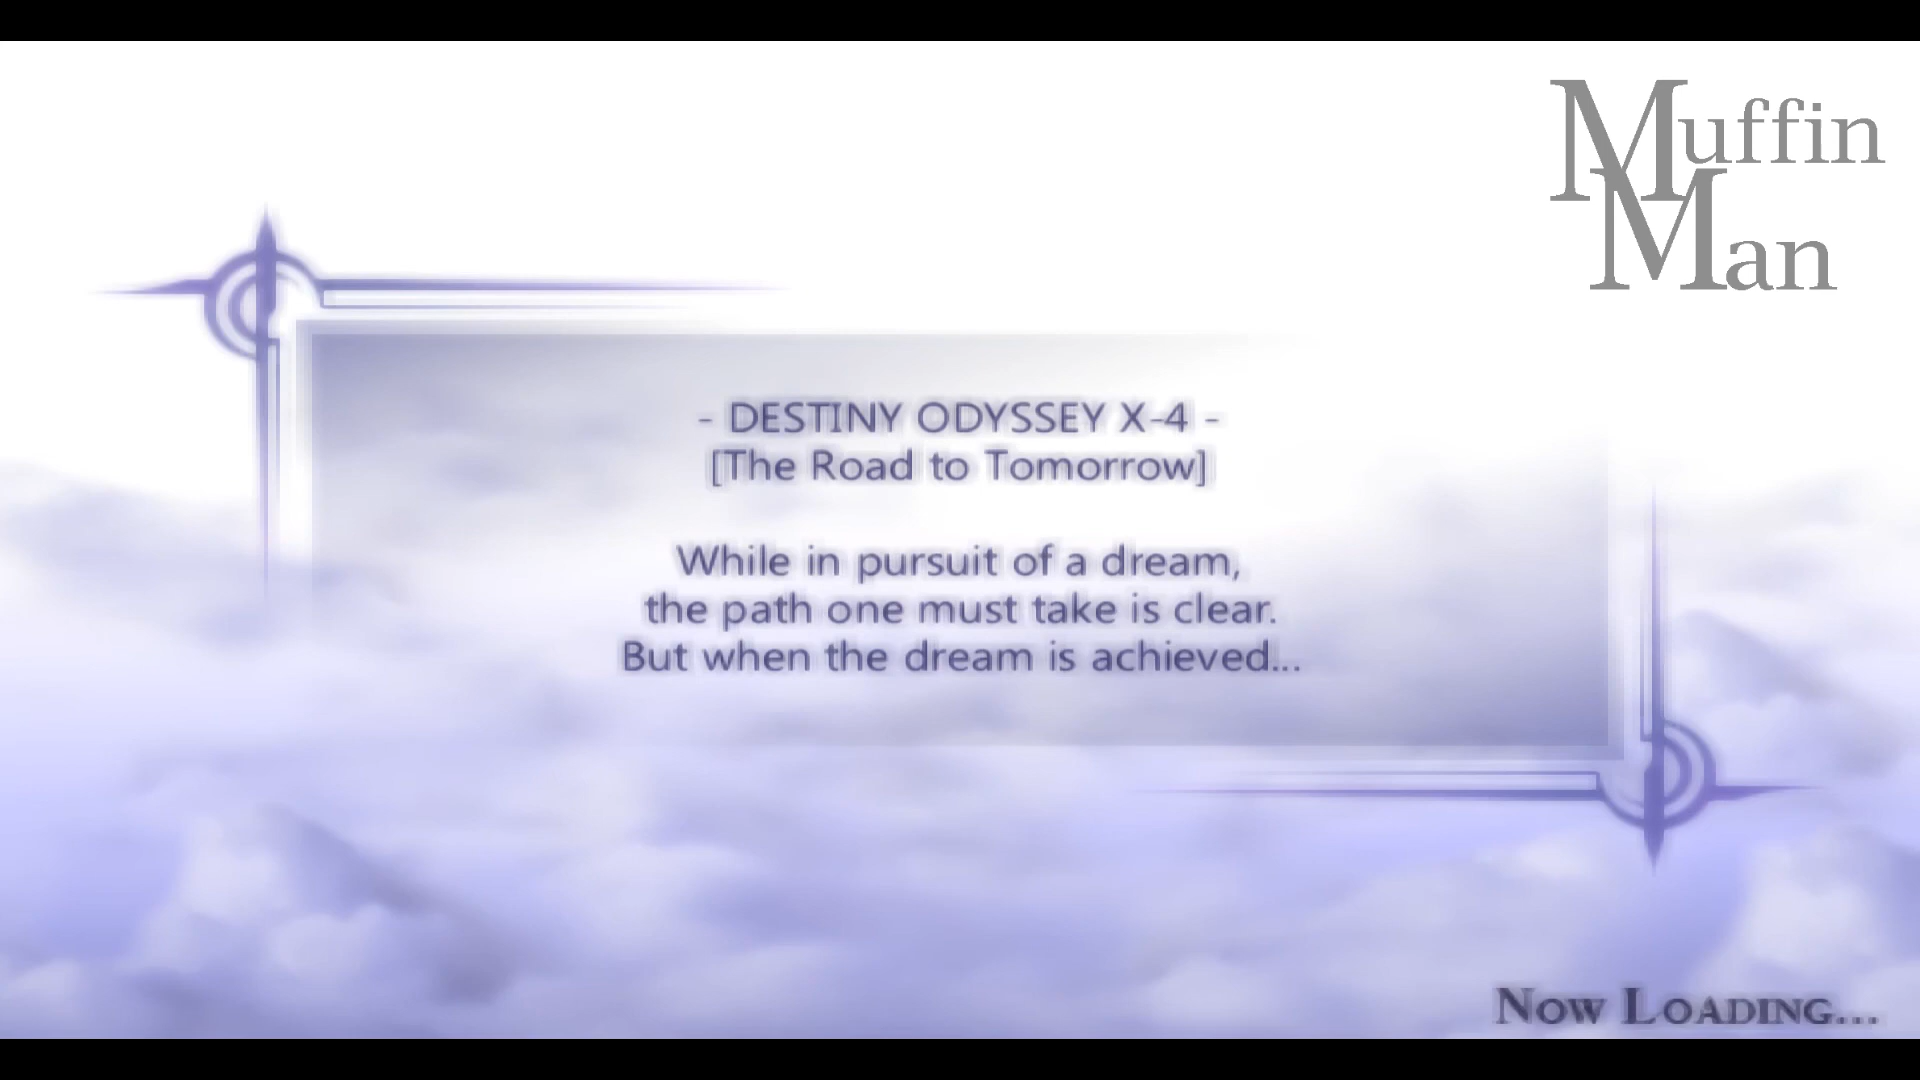 Muffin
Man
- DESTINY ODYSSEY X-4 -
[The Road to Tomorrow]
While in pursuit of a dream,
the path one must take is clear.
But when the dream is achieved...
Now Loading...